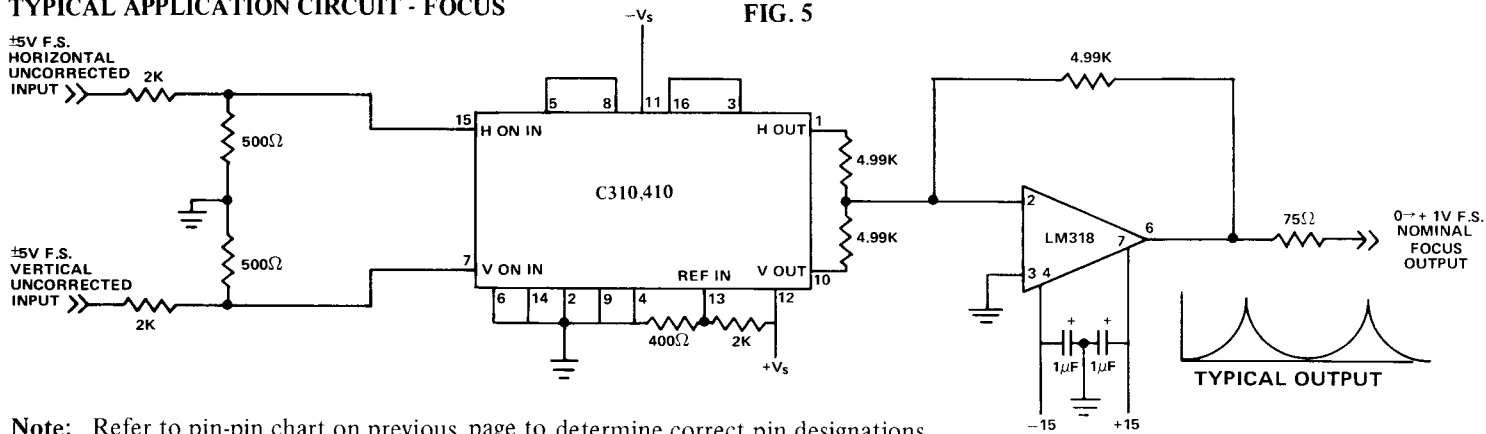 TYPICAL APPLICATION CIRCUIT - FOCUS
FIG. 5
±5V F.S.
HORIZONTAL
UNCORRECTED
INPUT
2K
500Ω
500Ω
±5V F.S.
VERTICAL
UNCORRECTED
INPUT
2K
−Vs
5
8
11
16
3
15
H ON IN
H OUT
1
C310,410
7
V ON IN
REF IN
V OUT
10
6
14
2
9
4
13
12
400Ω
2K
+Vs
4.99K
4.99K
4.99K
2
LM318
7
6
3
4
75Ω
0→+ 1V F.S.
NOMINAL
FOCUS
OUTPUT
+
+
1μF
1μF
−15
+15
TYPICAL OUTPUT
Note: Refer to pin-pin chart on previous page to determine correct pin designations